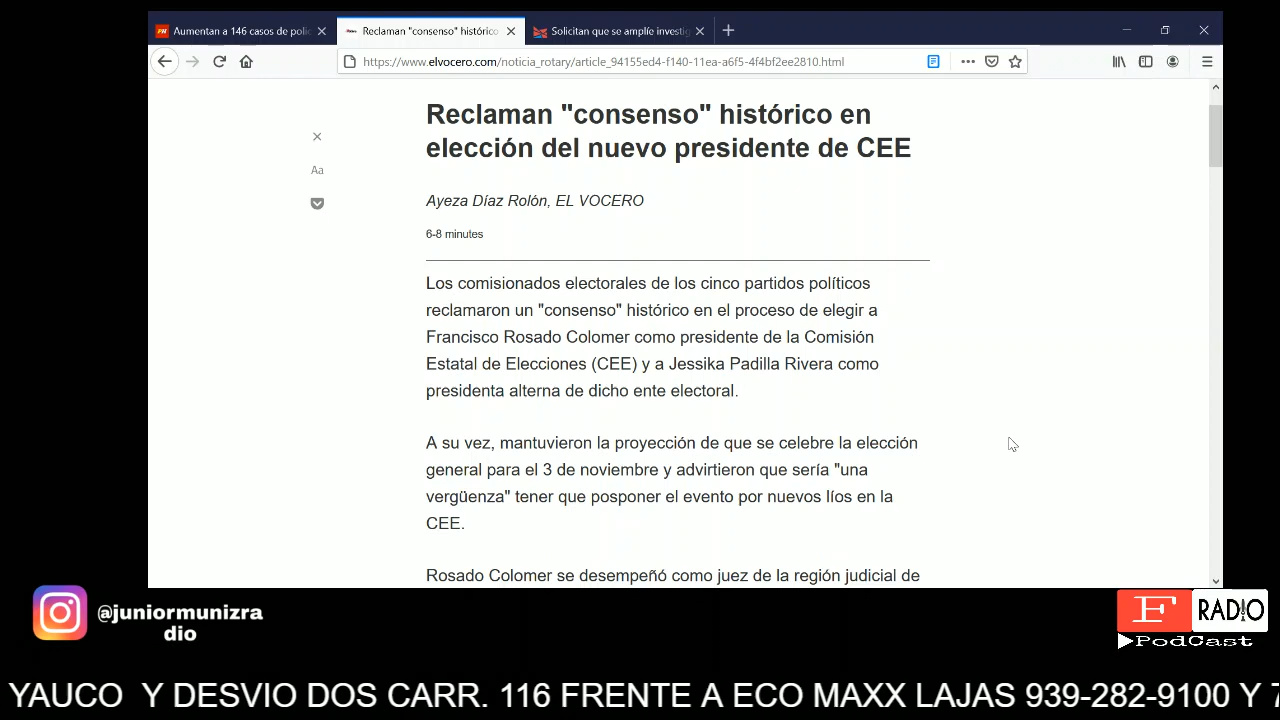 Aumentan a 146 casos de polic
Reclaman "consenso" histórico
Solicitan que se amplíe investig
https://www.elvocero.com/noticia_rotary/article_94155ed4-f140-11ea-a6f5-4f4bf2ee2810.html
Reclaman "consenso" histórico en
elección del nuevo presidente de CEE
Aa
Ayeza Díaz Rolón, EL VOCERO
6-8 minutes
Los comisionados electorales de los cinco partidos políticos
reclamaron un "consenso" histórico en el proceso de elegir a
Francisco Rosado Colomer como presidente de la Comisión
Estatal de Elecciones (CEE) y a Jessika Padilla Rivera como
presidenta alterna de dicho ente electoral.
A su vez, mantuvieron la proyección de que se celebre la elección
general para el 3 de noviembre y advirtieron que sería "una
vergüenza" tener que posponer el evento por nuevos líos en la
CEE.
Rosado Colomer se desempeñó como juez de la región judicial de
@juniormunizra
dio
F RADIO
PodCast
YAUCO Y DESVIO DOS CARR. 116 FRENTE A ECO MAXX LAJAS 939-282-9100 Y 7